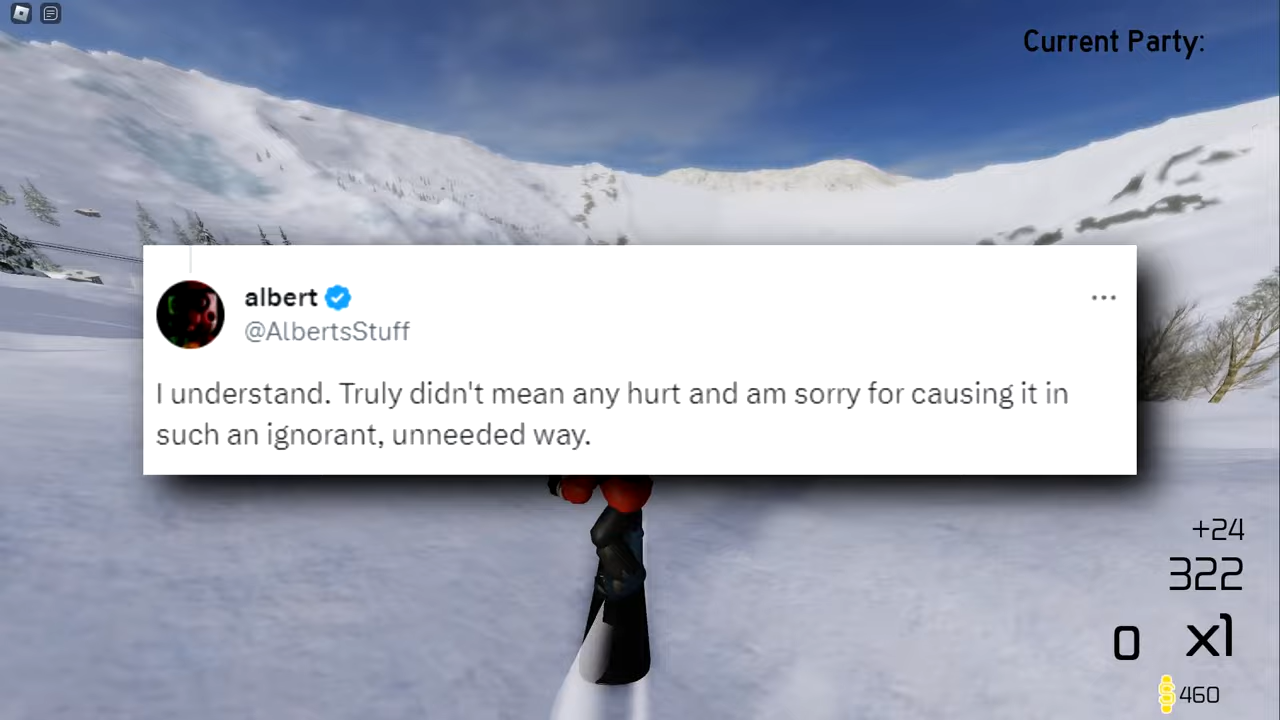 Current Party:
albert
@AlbertsStuff
I understand. Truly didn't mean any hurt and am sorry for causing it in
such an ignorant, unneeded way.
+24
322
0 x1
460